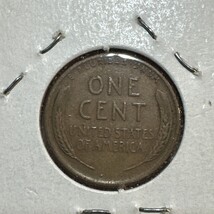 ONE
CENT
UNITED STATES
OF AMERICA